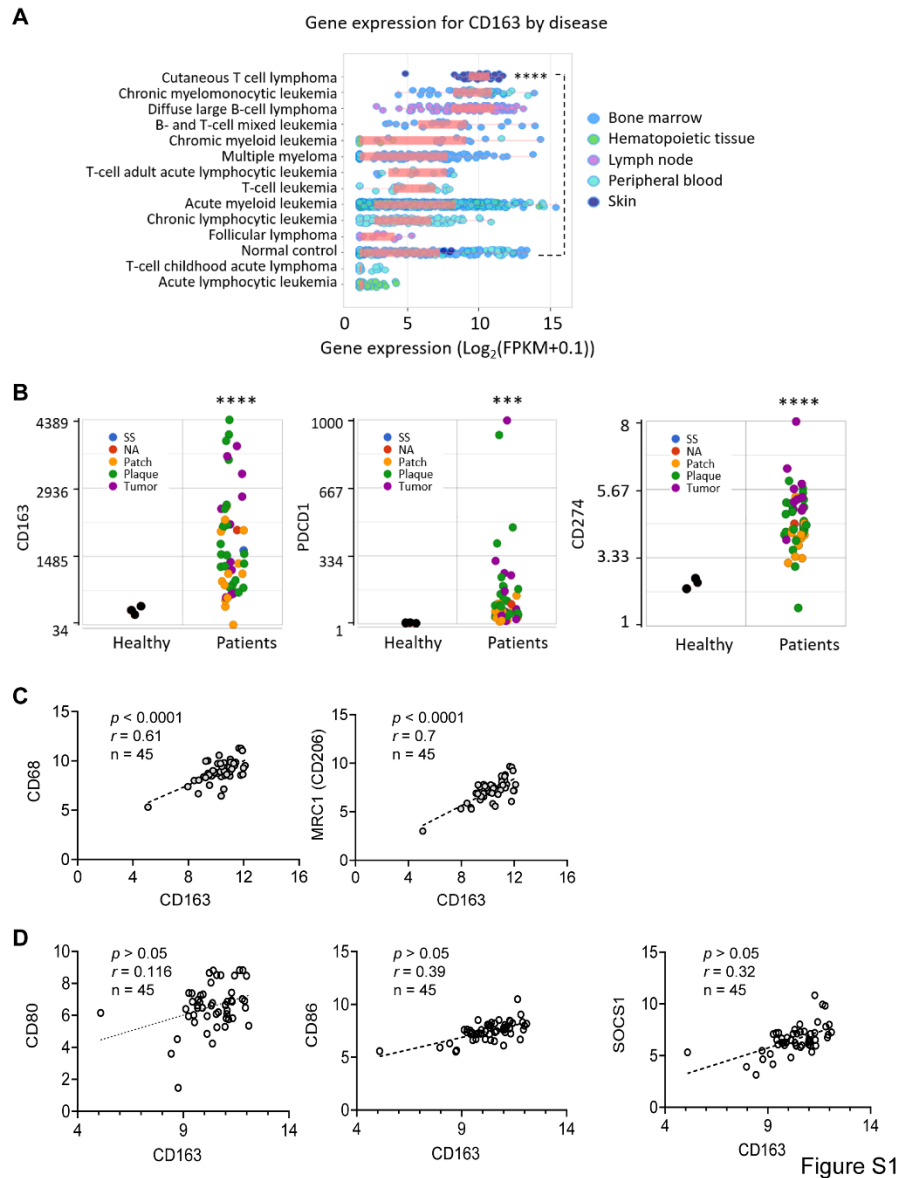 A
Gene expression for CD163 by disease
Cutaneous T cell lymphoma
Chronic myelomonocytic leukemia
Diffuse large B-cell lymphoma
B- and T-cell mixed leukemia
Chromic myeloid leukemia
Multiple myeloma
T-cell adult acute lymphocytic leukemia
T-cell leukemia
Acute myeloid leukemia
Chronic lymphocytic leukemia
Follicular lymphoma
Normal control
T-cell childhood acute lymphoma
Acute lymphocytic leukemia
****
Bone marrow
Hematopoietic tissue
Lymph node
Peripheral blood
Skin
0 5 10 15
Gene expression (Log2(FPKM+0.1))
B
****
CD163
4389
2936
1485
34
SS
NA
Patch
Plaque
Tumor
Healthy Patients
***
PDCD1
1000
667
334
1
SS
NA
Patch
Plaque
Tumor
Healthy Patients
****
CD274
8
5.67
3.33
1
SS
NA
Patch
Plaque
Tumor
Healthy Patients
C
CD68
15
10
5
0
p < 0.0001
r = 0.61
n = 45
0 4 8 12 16
CD163
MRC1 (CD206)
15
10
5
0
p < 0.0001
r = 0.7
n = 45
0 4 8 12 16
CD163
D
CD80
10
8
6
4
2
0
p > 0.05
r = 0.116
n = 45
4 9 14
CD163
CD86
15
10
5
0
p > 0.05
r = 0.39
n = 45
4 9 14
CD163
SOCS1
15
10
5
0
p > 0.05
r = 0.32
n = 45
4 9 14
CD163
Figure S1